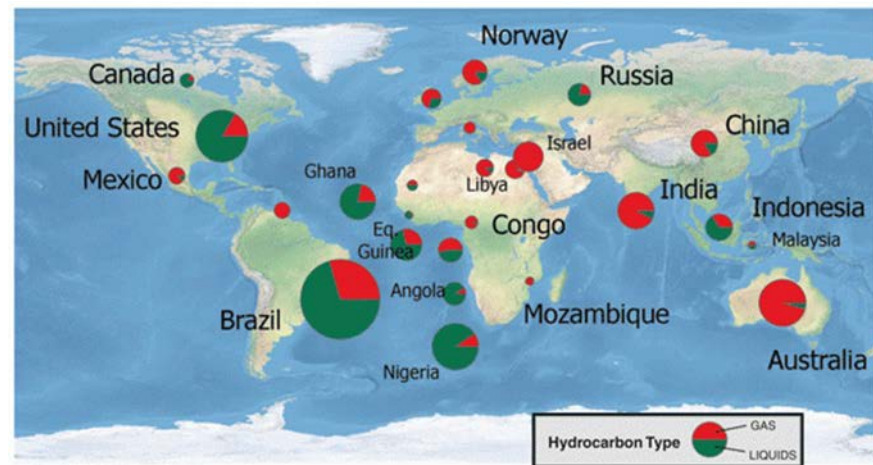 Norway
Canada
Russia
United States
China
Israel
Ghana
Libya
Mexico
India
Indonesia
Congo
Eq.
Guinea
Malaysia
Angola
Brazil
Mozambique
Australia
Nigeria
Hydrocarbon Type
GAS
LIQUIDS